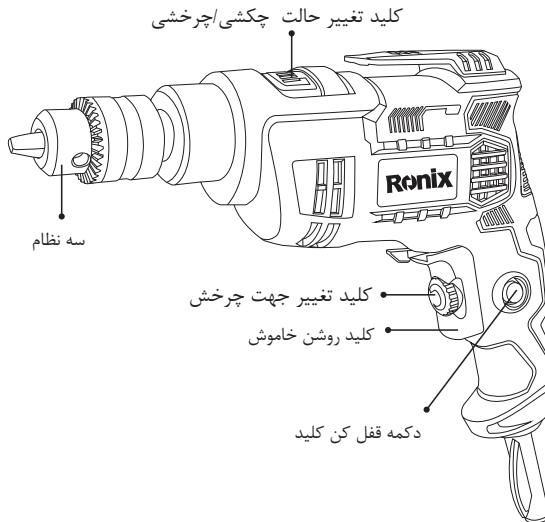 کلید تغییر حالت چکشی/چرخشی
Ronix
سه نظام
کلید تغییر جهت چرخش
کلید روشن خاموش
دکمه قفل کن کلید